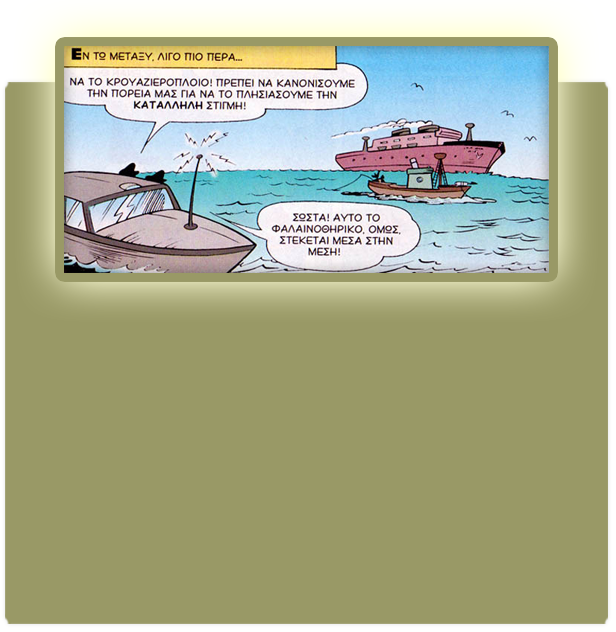 ΕΝ ΤΩ ΜΕΤΑΞΥ, ΛΙΓΟ ΠΙΟ ΠΕΡΑ...
ΝΑ ΤΟ ΚΡΟΥΑΖΙΕΡΟΠΛΟΙΟ! ΠΡΕΠΕΙ ΝΑ ΚΑΝΟΝΙΣΟΥΜΕ
ΤΗΝ ΠΟΡΕΙΑ ΜΑΣ ΓΙΑ ΝΑ ΤΟ ΠΛΗΣΙΑΣΟΥΜΕ ΤΗΝ
ΚΑΤΑΛΛΗΛΗ ΣΤΙΓΜΗ!
ΣΩΣΤΑ! ΑΥΤΟ ΤΟ
ΦΑΛΑΙΝΟΘΗΡΙΚΟ, ΟΜΩΣ,
ΣΤΕΚΕΤΑΙ ΜΕΣΑ ΣΤΗΝ
ΜΕΣΗ!